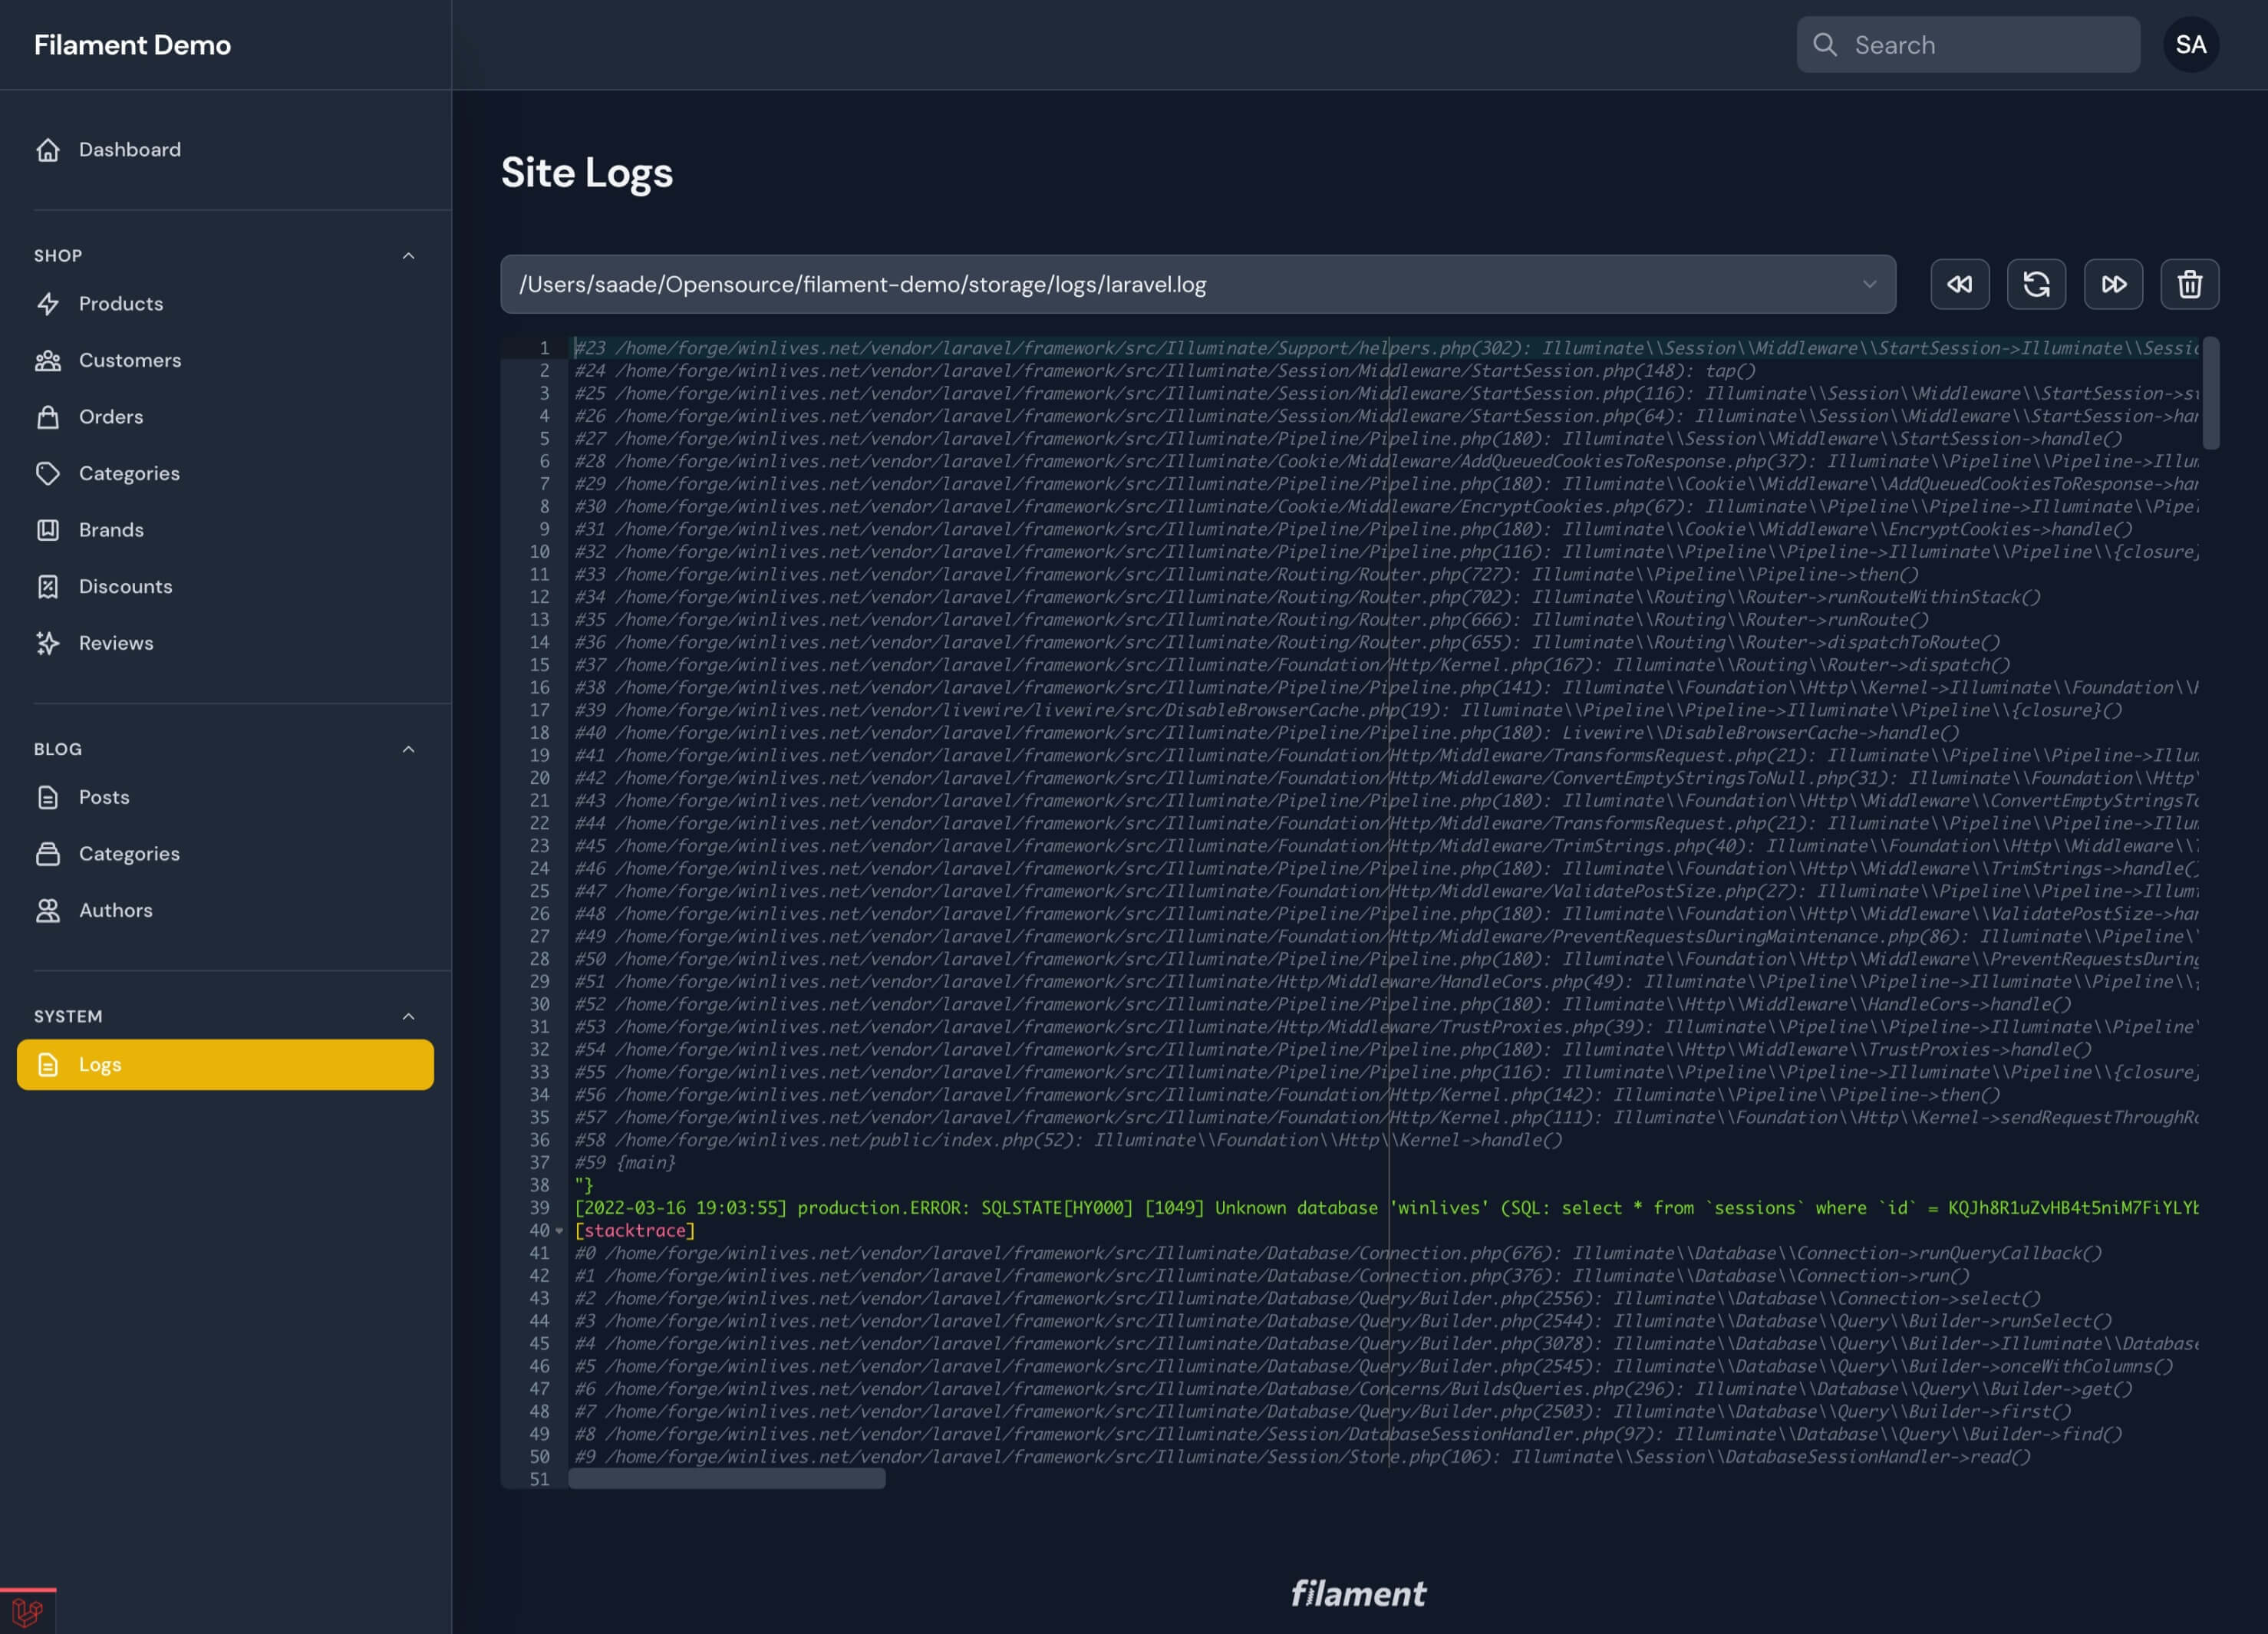 Filament Demo
Search
SA
Dashboard
SHOP
Products
Customers
Orders
Categories
Brands
Discounts
Reviews
BLOG
Posts
Categories
Authors
SYSTEM
Logs
Site Logs
/Users/saade/Opensource/filament-demo/storage/logs/laravel.log
1 #23 /home/forge/winlives.net/vendor/laravel/framework/src/Illuminate/Support/helpers.php(302): Illuminate\\Session\\Middleware\\StartSession->Illuminate\\Sessic
2 #24 /home/forge/winlives.net/vendor/laravel/framework/src/Illuminate/Session/Middleware/StartSession.php(148): tap()
3 #25 /home/forge/winlives.net/vendor/laravel/framework/src/Illuminate/Session/Middleware/StartSession.php(116): Illuminate\\Session\\Middleware\\StartSession->st
4 #26 /home/forge/winlives.net/vendor/laravel/framework/src/Illuminate/Session/Middleware/StartSession.php(64): Illuminate\\Session\\Middleware\\StartSession->han
5 #27 /home/forge/winlives.net/vendor/laravel/framework/src/Illuminate/Pipeline/Pipeline.php(180): Illuminate\\Session\\Middleware\\StartSession->handle()
6 #28 /home/forge/winlives.net/vendor/laravel/framework/src/Illuminate/Cookie/Middleware/AddQueuedCookiesToResponse.php(37): Illuminate\\Pipeline\\Pipeline->Illum
7 #29 /home/forge/winlives.net/vendor/laravel/framework/src/Illuminate/Pipeline/Pipeline.php(180): Illuminate\\Cookie\\Middleware\\AddQueuedCookiesToResponse->han
8 #30 /home/forge/winlives.net/vendor/laravel/framework/src/Illuminate/Cookie/Middleware/EncryptCookies.php(67): Illuminate\\Pipeline\\Pipeline->Illuminate\\Pipel
9 #31 /home/forge/winlives.net/vendor/laravel/framework/src/Illuminate/Pipeline/Pipeline.php(180): Illuminate\\Cookie\\Middleware\\EncryptCookies->handle()
10 #32 /home/forge/winlives.net/vendor/laravel/framework/src/Illuminate/Pipeline/Pipeline.php(116): Illuminate\\Pipeline\\Pipeline->Illuminate\\Pipeline\\{closure}
11 #33 /home/forge/winlives.net/vendor/laravel/framework/src/Illuminate/Routing/Router.php(727): Illuminate\\Pipeline\\Pipeline->then()
12 #34 /home/forge/winlives.net/vendor/laravel/framework/src/Illuminate/Routing/Router.php(702): Illuminate\\Routing\\Router->runRouteWithinStack()
13 #35 /home/forge/winlives.net/vendor/laravel/framework/src/Illuminate/Routing/Router.php(666): Illuminate\\Routing\\Router->runRoute()
14 #36 /home/forge/winlives.net/vendor/laravel/framework/src/Illuminate/Routing/Router.php(655): Illuminate\\Routing\\Router->dispatchToRoute()
15 #37 /home/forge/winlives.net/vendor/laravel/framework/src/Illuminate/Foundation/Http/Kernel.php(167): Illuminate\\Routing\\Router->dispatch()
16 #38 /home/forge/winlives.net/vendor/laravel/framework/src/Illuminate/Pipeline/Pipeline.php(141): Illuminate\\Foundation\\Http\\Kernel->Illuminate\\Foundation\\
17 #39 /home/forge/winlives.net/vendor/livewire/livewire/src/DisableBrowserCache.php(19): Illuminate\\Pipeline\\Pipeline->Illuminate\\Pipeline\\{closure}()
18 #40 /home/forge/winlives.net/vendor/laravel/framework/src/Illuminate/Pipeline/Pipeline.php(180): Livewire\\DisableBrowserCache->handle()
19 #41 /home/forge/winlives.net/vendor/laravel/framework/src/Illuminate/Foundation/Http/Middleware/TransformsRequest.php(21): Illuminate\\Pipeline\\Pipeline->Illum
20 #42 /home/forge/winlives.net/vendor/laravel/framework/src/Illuminate/Foundation/Http/Middleware/ConvertEmptyStringsToNull.php(31): Illuminate\\Foundation\\Http\
21 #43 /home/forge/winlives.net/vendor/laravel/framework/src/Illuminate/Pipeline/Pipeline.php(180): Illuminate\\Foundation\\Http\\Middleware\\ConvertEmptyStringsTo
22 #44 /home/forge/winlives.net/vendor/laravel/framework/src/Illuminate/Foundation/Http/Middleware/TransformsRequest.php(21): Illuminate\\Pipeline\\Pipeline->Illum
23 #45 /home/forge/winlives.net/vendor/laravel/framework/src/Illuminate/Foundation/Http/Middleware/TrimStrings.php(40): Illuminate\\Foundation\\Http\\Middleware\\
24 #46 /home/forge/winlives.net/vendor/laravel/framework/src/Illuminate/Pipeline/Pipeline.php(180): Illuminate\\Foundation\\Http\\Middleware\\TrimStrings->handle()
25 #47 /home/forge/winlives.net/vendor/laravel/framework/src/Illuminate/Foundation/Http/Middleware/ValidatePostSize.php(27): Illuminate\\Pipeline\\Pipeline->Illumi
26 #48 /home/forge/winlives.net/vendor/laravel/framework/src/Illuminate/Pipeline/Pipeline.php(180): Illuminate\\Foundation\\Http\\Middleware\\ValidatePostSize->han
27 #49 /home/forge/winlives.net/vendor/laravel/framework/src/Illuminate/Foundation/Http/Middleware/PreventRequestsDuringMaintenance.php(86): Illuminate\\Pipeline\
28 #50 /home/forge/winlives.net/vendor/laravel/framework/src/Illuminate/Pipeline/Pipeline.php(180): Illuminate\\Foundation\\Http\\Middleware\\PreventRequestsDuring
29 #51 /home/forge/winlives.net/vendor/laravel/framework/src/Illuminate/Http/Middleware/HandleCors.php(49): Illuminate\\Pipeline\\Pipeline->Illuminate\\Pipeline\\{
30 #52 /home/forge/winlives.net/vendor/laravel/framework/src/Illuminate/Pipeline/Pipeline.php(180): Illuminate\\Http\\Middleware\\HandleCors->handle()
31 #53 /home/forge/winlives.net/vendor/laravel/framework/src/Illuminate/Http/Middleware/TrustProxies.php(39): Illuminate\\Pipeline\\Pipeline->Illuminate\\Pipeline\
32 #54 /home/forge/winlives.net/vendor/laravel/framework/src/Illuminate/Pipeline/Pipeline.php(180): Illuminate\\Http\\Middleware\\TrustProxies->handle()
33 #55 /home/forge/winlives.net/vendor/laravel/framework/src/Illuminate/Pipeline/Pipeline.php(116): Illuminate\\Pipeline\\Pipeline->Illuminate\\Pipeline\\{closure}
34 #56 /home/forge/winlives.net/vendor/laravel/framework/src/Illuminate/Foundation/Http/Kernel.php(142): Illuminate\\Pipeline\\Pipeline->then()
35 #57 /home/forge/winlives.net/vendor/laravel/framework/src/Illuminate/Foundation/Http/Kernel.php(111): Illuminate\\Foundation\\Http\\Kernel->sendRequestThroughRo
36 #58 /home/forge/winlives.net/public/index.php(52): Illuminate\\Foundation\\Http\\Kernel->handle()
37 #59 {main}
38 "}
39 [2022-03-16 19:03:55] production.ERROR: SQLSTATE[HY000] [1049] Unknown database 'winlives' (SQL: select * from `sessions` where `id` = KQJh8R1uZvHB4t5niM7FiYLYb
40 [stacktrace]
41 #0 /home/forge/winlives.net/vendor/laravel/framework/src/Illuminate/Database/Connection.php(676): Illuminate\\Database\\Connection->runQueryCallback()
42 #1 /home/forge/winlives.net/vendor/laravel/framework/src/Illuminate/Database/Connection.php(376): Illuminate\\Database\\Connection->run()
43 #2 /home/forge/winlives.net/vendor/laravel/framework/src/Illuminate/Database/Query/Builder.php(2556): Illuminate\\Database\\Connection->select()
44 #3 /home/forge/winlives.net/vendor/laravel/framework/src/Illuminate/Database/Query/Builder.php(2544): Illuminate\\Database\\Query\\Builder->runSelect()
45 #4 /home/forge/winlives.net/vendor/laravel/framework/src/Illuminate/Database/Query/Builder.php(3078): Illuminate\\Database\\Query\\Builder->Illuminate\\Database
46 #5 /home/forge/winlives.net/vendor/laravel/framework/src/Illuminate/Database/Query/Builder.php(2545): Illuminate\\Database\\Query\\Builder->onceWithColumns()
47 #6 /home/forge/winlives.net/vendor/laravel/framework/src/Illuminate/Database/Concerns/BuildsQueries.php(296): Illuminate\\Database\\Query\\Builder->get()
48 #7 /home/forge/winlives.net/vendor/laravel/framework/src/Illuminate/Database/Query/Builder.php(2503): Illuminate\\Database\\Query\\Builder->first()
49 #8 /home/forge/winlives.net/vendor/laravel/framework/src/Illuminate/Session/DatabaseSessionHandler.php(97): Illuminate\\Database\\Query\\Builder->find()
50 #9 /home/forge/winlives.net/vendor/laravel/framework/src/Illuminate/Session/Store.php(106): Illuminate\\Session\\DatabaseSessionHandler->read()
51
filament